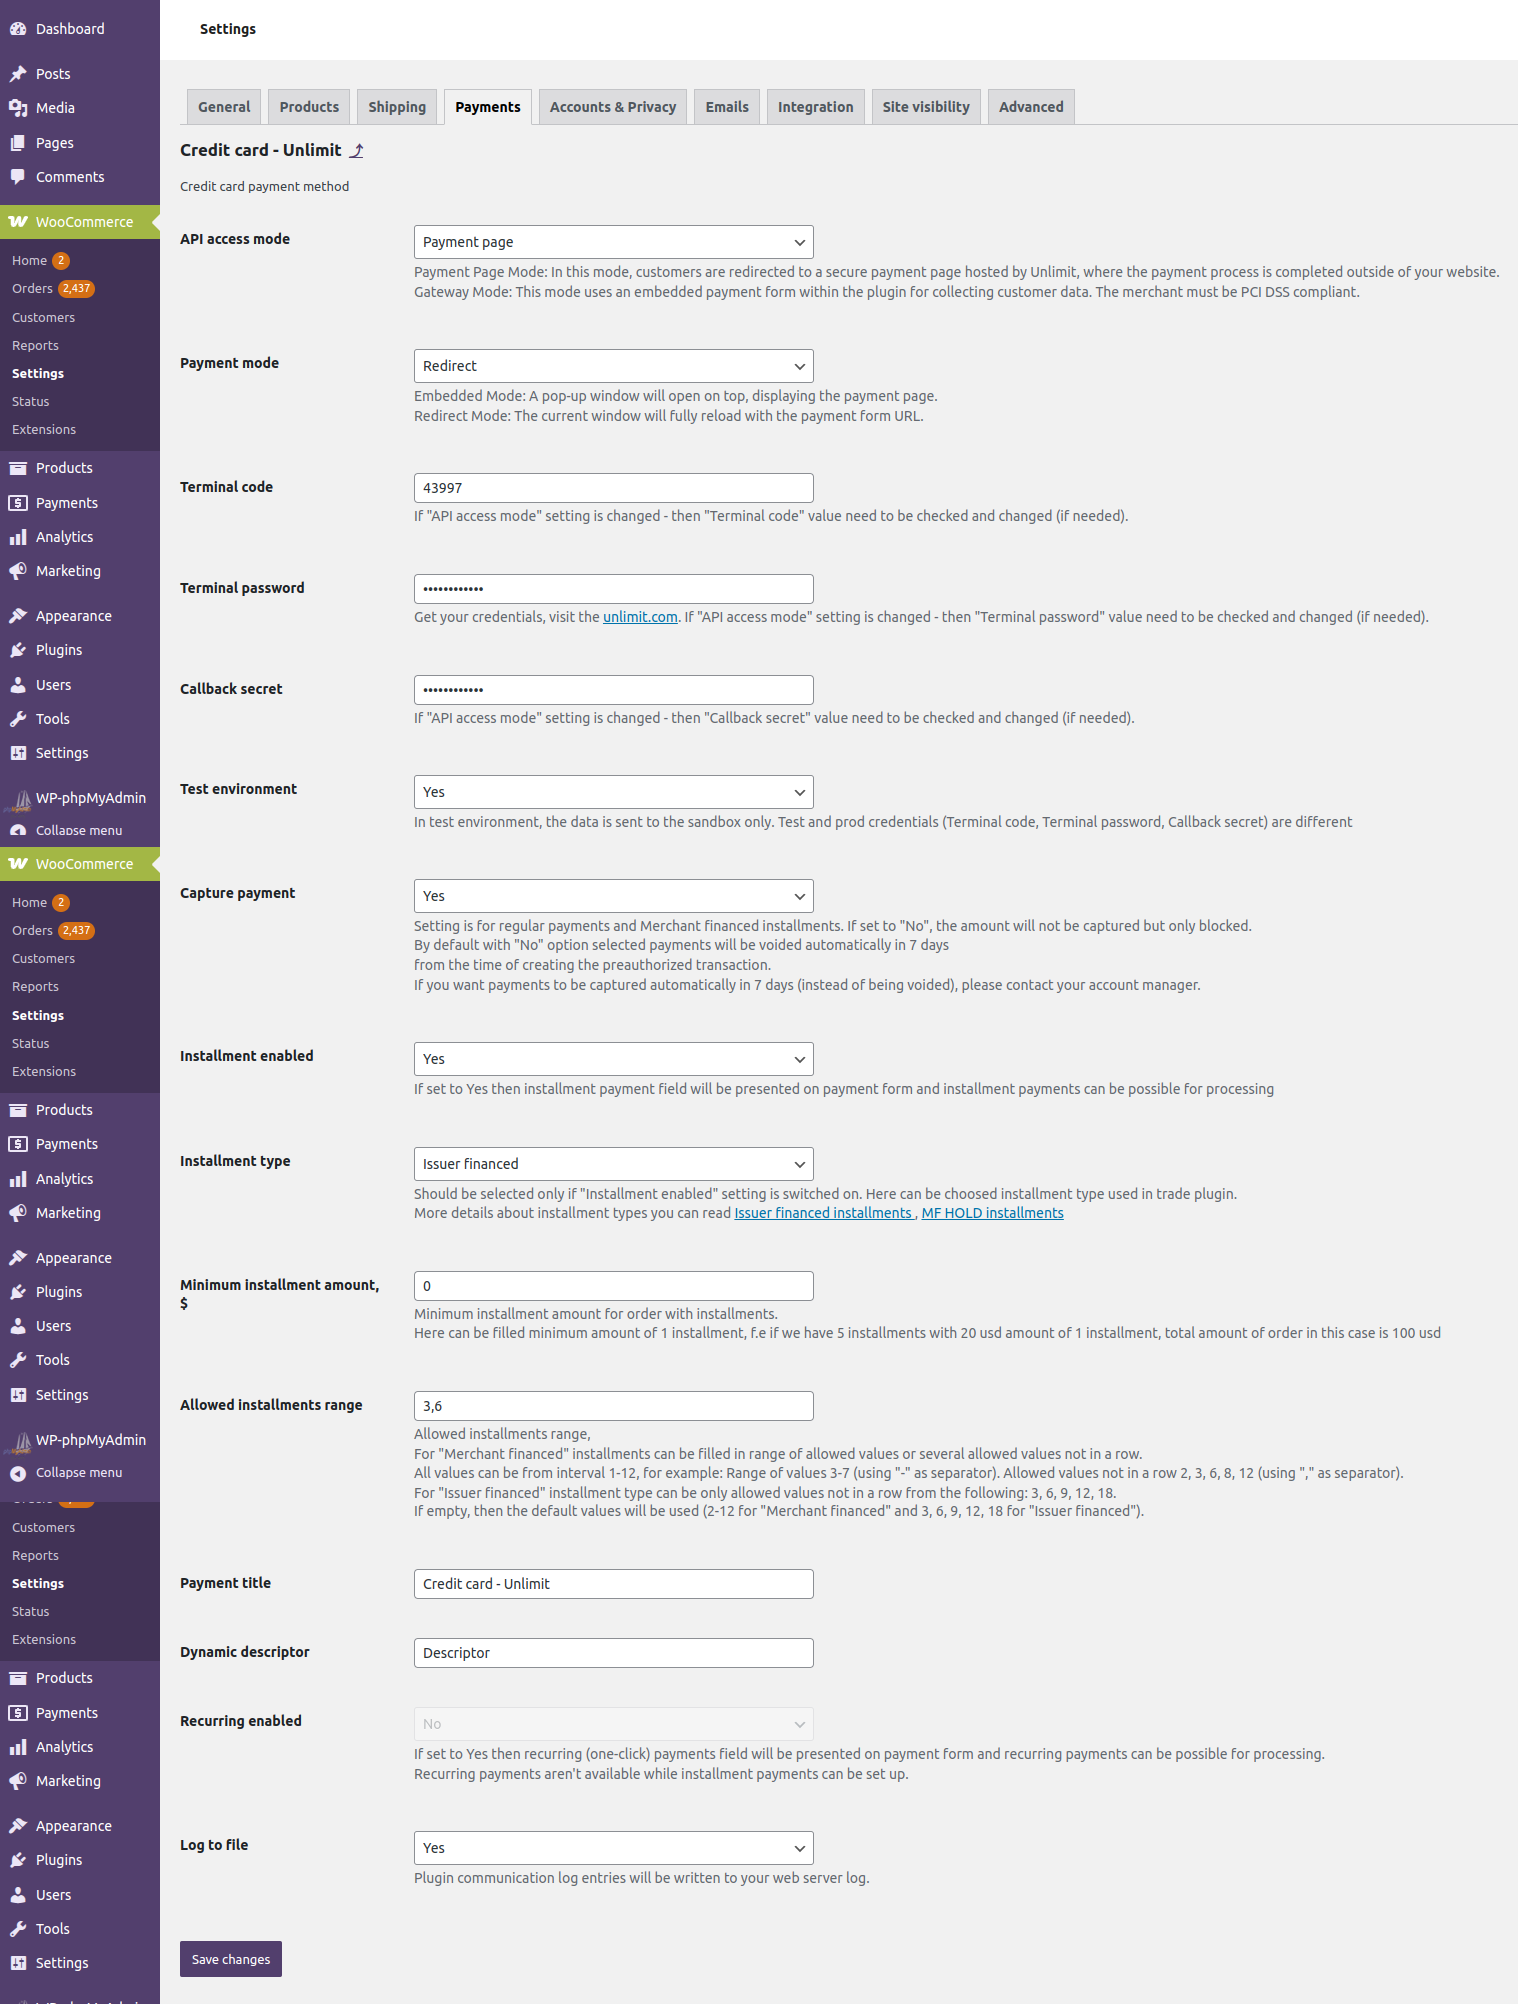 Dashboard
Posts
Media
Pages
Comments
WooCommerce
Home 2
Orders 2,437
Customers
Reports
Settings
Status
Extensions
Products
Payments
Analytics
Marketing
Appearance
Plugins
Users
Tools
Settings
WP-phpMyAdmin
Collapse menu
WooCommerce
Home 2
Orders 2,437
Customers
Reports
Settings
Status
Extensions
Products
Payments
Analytics
Marketing
Appearance
Plugins
Users
Tools
Settings
WP-phpMyAdmin
Collapse menu
Customers
Reports
Settings
Status
Extensions
Products
Payments
Analytics
Marketing
Appearance
Plugins
Users
Tools
Settings
Settings
General Products Shipping Payments Accounts & Privacy Emails Integration Site visibility Advanced
Credit card - Unlimit ⤴
Credit card payment method
API access mode
Payment page
Payment Page Mode: In this mode, customers are redirected to a secure payment page hosted by Unlimit, where the payment process is completed outside of your website.
Gateway Mode: This mode uses an embedded payment form within the plugin for collecting customer data. The merchant must be PCI DSS compliant.
Payment mode
Redirect
Embedded Mode: A pop-up window will open on top, displaying the payment page.
Redirect Mode: The current window will fully reload with the payment form URL.
Terminal code
43997
If "API access mode" setting is changed - then "Terminal code" value need to be checked and changed (if needed).
Terminal password
••••••••••••
Get your credentials, visit the unlimit.com. If "API access mode" setting is changed - then "Terminal password" value need to be checked and changed (if needed).
Callback secret
••••••••••••
If "API access mode" setting is changed - then "Callback secret" value need to be checked and changed (if needed).
Test environment
Yes
In test environment, the data is sent to the sandbox only. Test and prod credentials (Terminal code, Terminal password, Callback secret) are different
Capture payment
Yes
Setting is for regular payments and Merchant financed installments. If set to "No", the amount will not be captured but only blocked.
By default with "No" option selected payments will be voided automatically in 7 days
from the time of creating the preauthorized transaction.
If you want payments to be captured automatically in 7 days (instead of being voided), please contact your account manager.
Installment enabled
Yes
If set to Yes then installment payment field will be presented on payment form and installment payments can be possible for processing
Installment type
Issuer financed
Should be selected only if "Installment enabled" setting is switched on. Here can be choosed installment type used in trade plugin.
More details about installment types you can read Issuer financed installments , MF HOLD installments
Minimum installment amount,
$
0
Minimum installment amount for order with installments.
Here can be filled minimum amount of 1 installment, f.e if we have 5 installments with 20 usd amount of 1 installment, total amount of order in this case is 100 usd
Allowed installments range
3,6
Allowed installments range,
For "Merchant financed" installments can be filled in range of allowed values or several allowed values not in a row.
All values can be from interval 1-12, for example: Range of values 3-7 (using "-" as separator). Allowed values not in a row 2, 3, 6, 8, 12 (using "," as separator).
For "Issuer financed" installment type can be only allowed values not in a row from the following: 3, 6, 9, 12, 18.
If empty, then the default values will be used (2-12 for "Merchant financed" and 3, 6, 9, 12, 18 for "Issuer financed").
Payment title
Credit card - Unlimit
Dynamic descriptor
Descriptor
Recurring enabled
No
If set to Yes then recurring (one-click) payments field will be presented on payment form and recurring payments can be possible for processing.
Recurring payments aren't available while installment payments can be set up.
Log to file
Yes
Plugin communication log entries will be written to your web server log.
Save changes